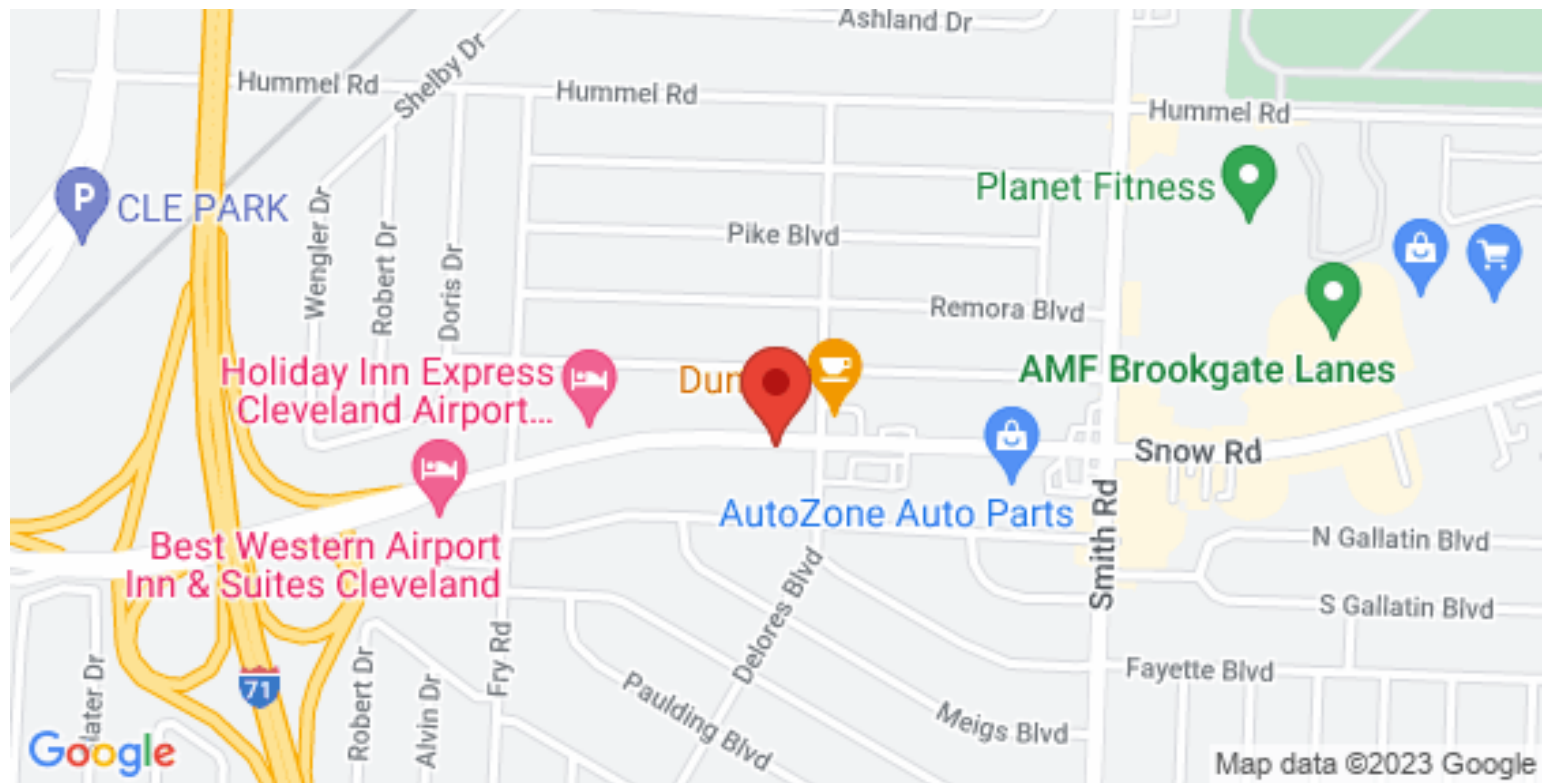 Ashland Dr
Hummel Rd
Shelby Dr
Hummel Rd
Hummel Rd
P
CLE PARK
Planet Fitness
Wengler Dr
Robert Dr
Doris Dr
Pike Blvd
Remora Blvd
Holiday Inn Express
Cleveland Airport...
AMF Brookgate Lanes
Snow Rd
AutoZone Auto Parts
Smith Rd
Best Western Airport
Inn & Suites Cleveland
N Gallatin Blvd
S Gallatin Blvd
Delores Blvd
Fry Rd
71
Robert Dr
Alvin Dr
Paulding Blvd
Meigs Blvd
Fayette Blvd
Google
Map data ©2023 Google